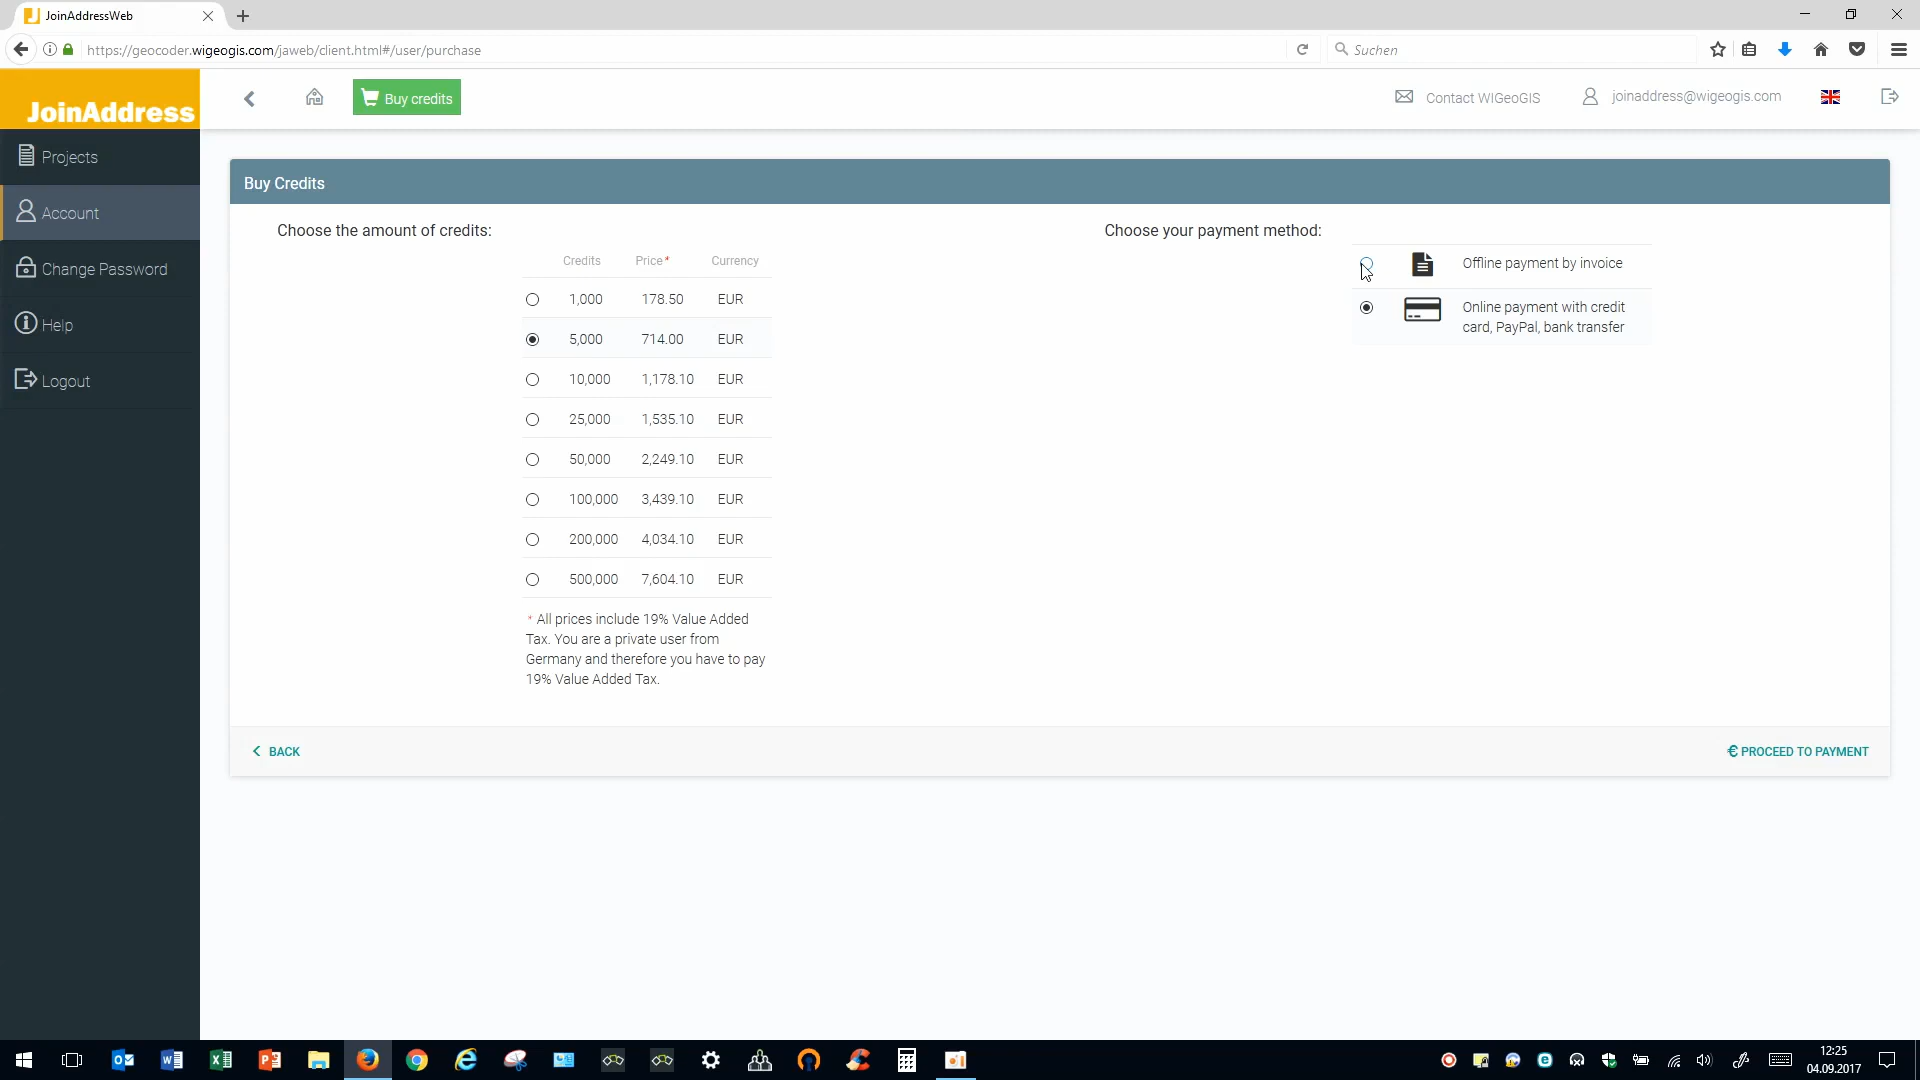 JoinAddressWeb
https://geocoder.wigeogis.com/jaweb/client.html#/user/purchase
Suchen
JoinAddress
Buy credits
Contact WIGeoGIS
joinaddress@wigeogis.com
Projects
Account
Change Password
Help
Logout
Buy Credits
Choose the amount of credits:
Credits Price* Currency
1,000 178.50 EUR
5,000 714.00 EUR
10,000 1,178.10 EUR
25,000 1,535.10 EUR
50,000 2,249.10 EUR
100,000 3,439.10 EUR
200,000 4,034.10 EUR
500,000 7,604.10 EUR
* All prices include 19% Value Added
Tax. You are a private user from
Germany and therefore you have to pay
19% Value Added Tax.
Choose your payment method:
Offline payment by invoice
Online payment with credit
card, PayPal, bank transfer
BACK
€ PROCEED TO PAYMENT
12:25
04.09.2017